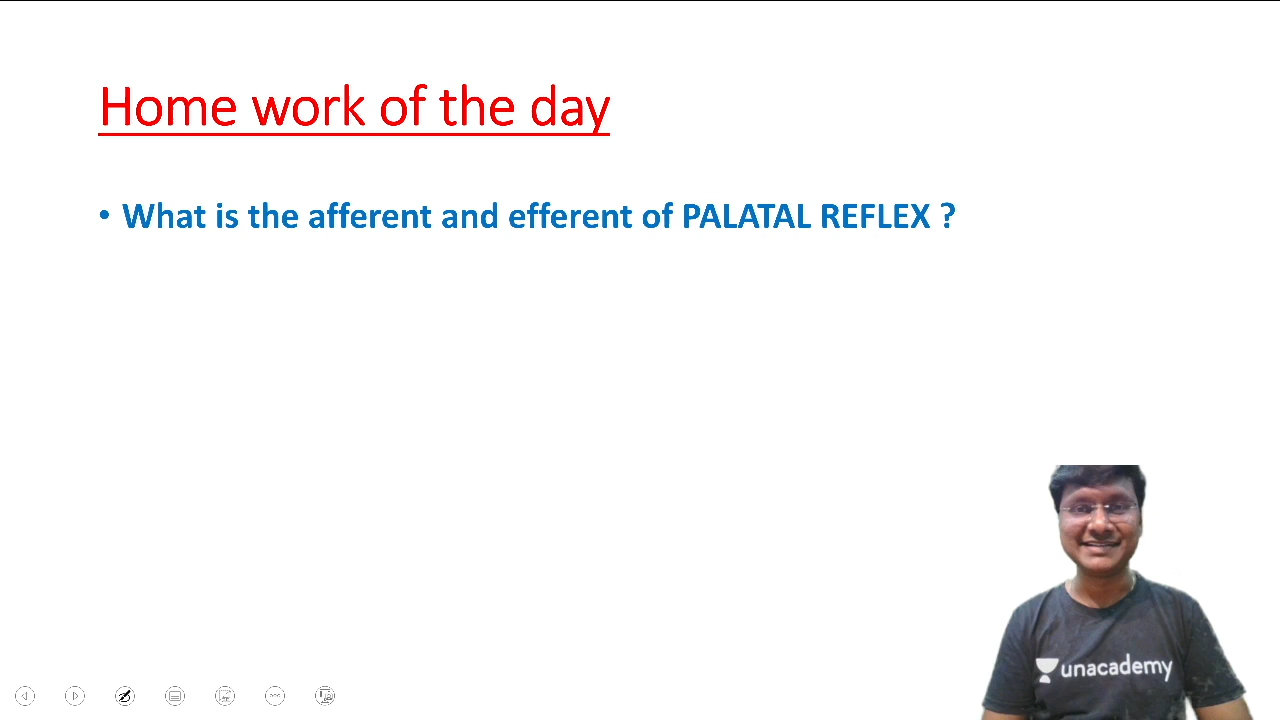 Home work of the day
• What is the afferent and efferent of PALATAL REFLEX ?
unacademy